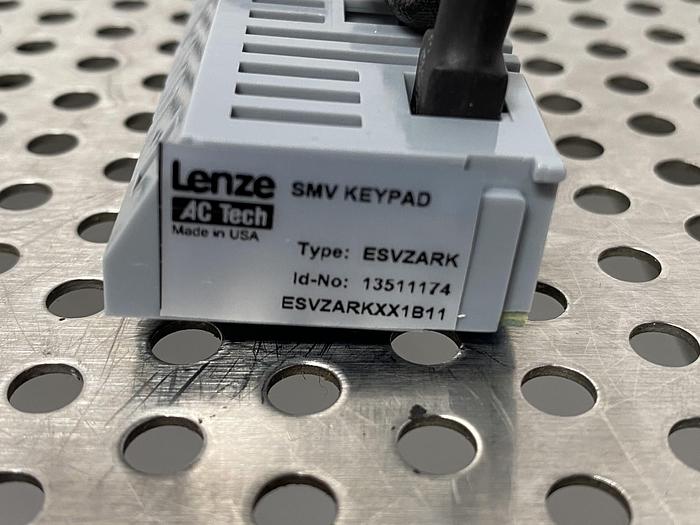 Lenze SMV KEYPAD
AC Tech
Made in USA
Type: ESVZARK
Id-No: 13511174
ESVZARKXX1B11